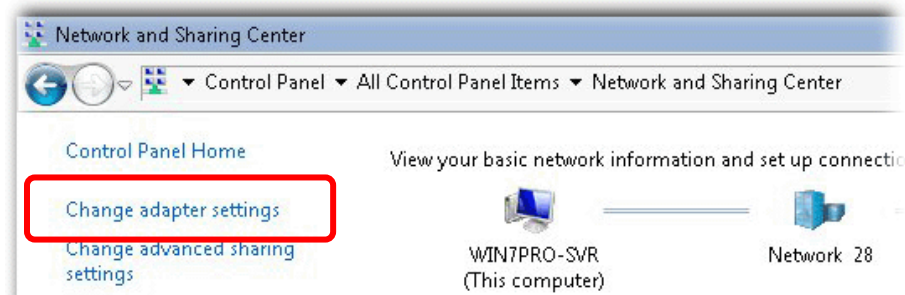 Network and Sharing Center
Control Panel All Control Panel Items Network and Sharing Center
Control Panel Home
View your basic network information and set up
Change adapter settings
Change advanced sharing
settings
WIN7PRO-SVR
(This computer)
Network 28